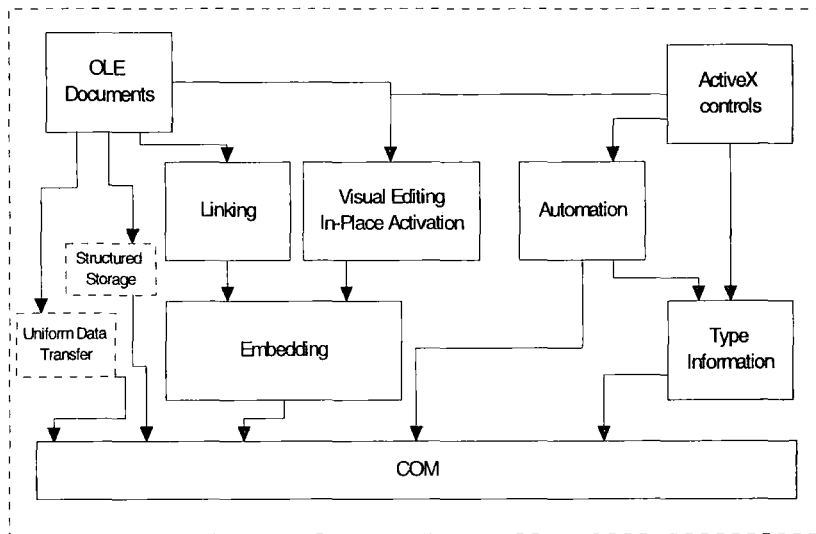 OLE
Documents
ActiveX
controls
Linking
Visual Editing
In-Place Activation
Automation
Structured
Storage
Uniform Data
Transfer
Embedding
Type
Information
COM